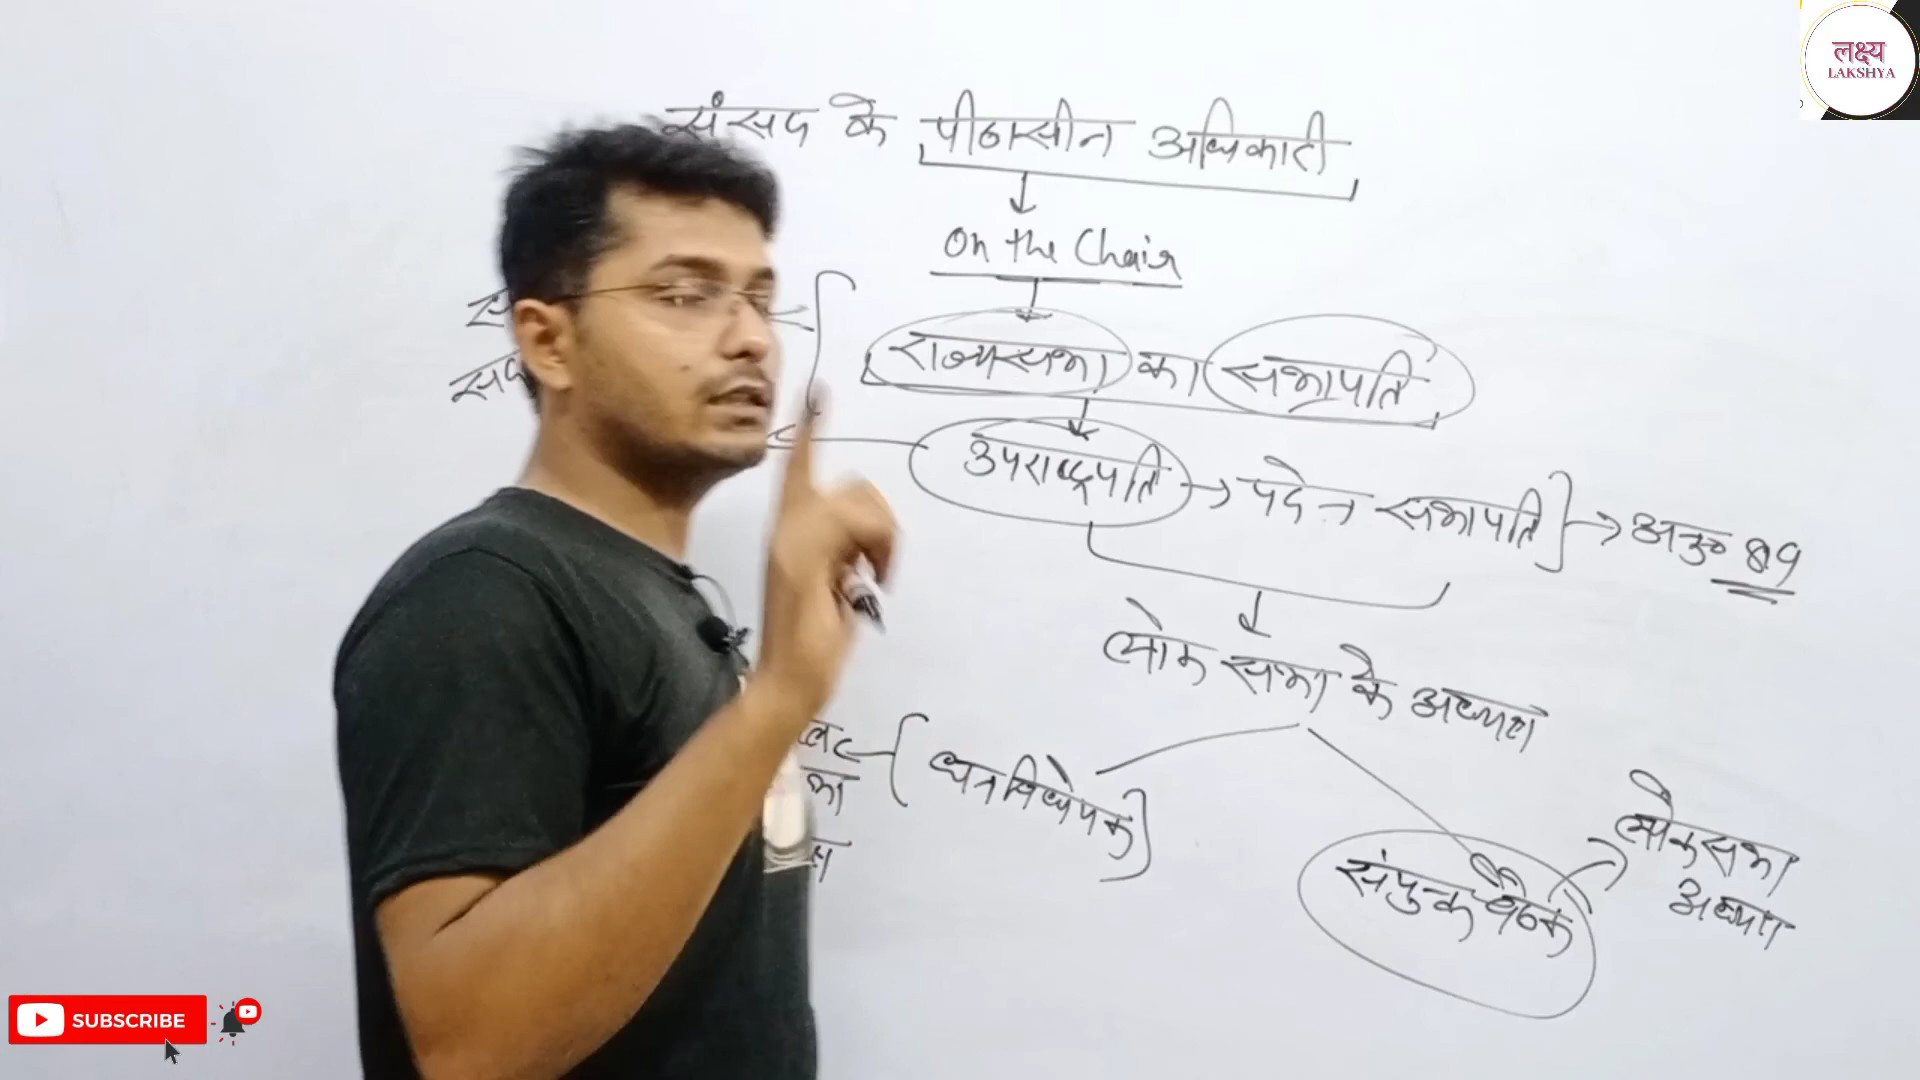 लक्ष्य
LAKSHYA
संसद के पीठासीन अधिकारी
On the Chair
राज्यसभा का सभापति
उपराष्ट्रपति → पदेन सभापति } → अनु० 89
लोक सभा के अध्यक्ष
धन विधेयक
का
संयुक्त बैठक
लोकसभा
अध्यक्ष
SUBSCRIBE